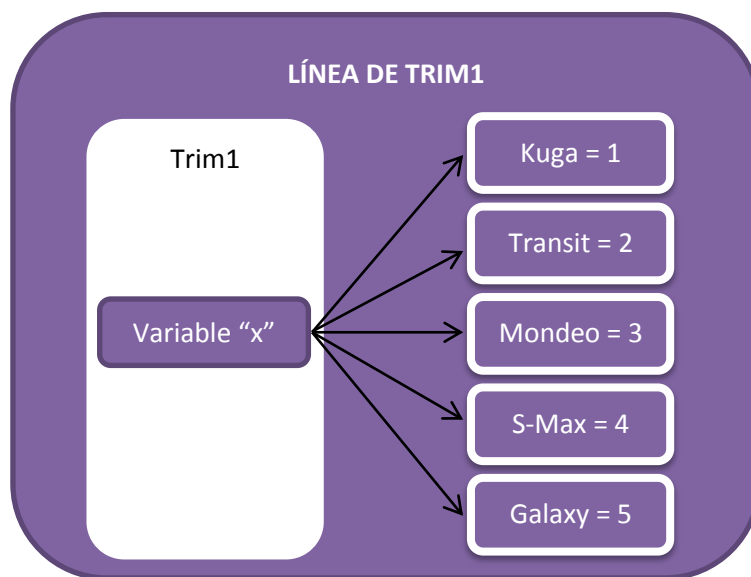 LÍNEA DE TRIM1
Trim1
Variable “x”
Kuga = 1
Transit = 2
Mondeo = 3
S-Max = 4
Galaxy = 5